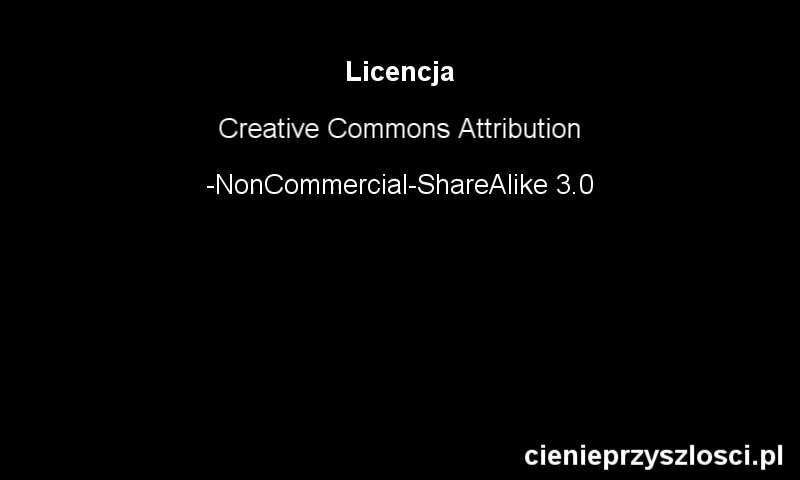 Licencja
Creative Commons Attribution
-NonCommercial-ShareAlike 3.0
cienieprzyszlosci.pl